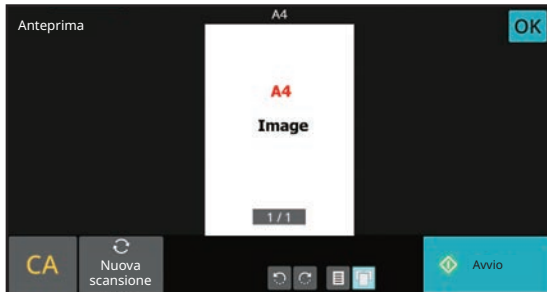 A4
Anteprima
OK
A4
Image
1 / 1
CA
Nuova
scansione
Avvio